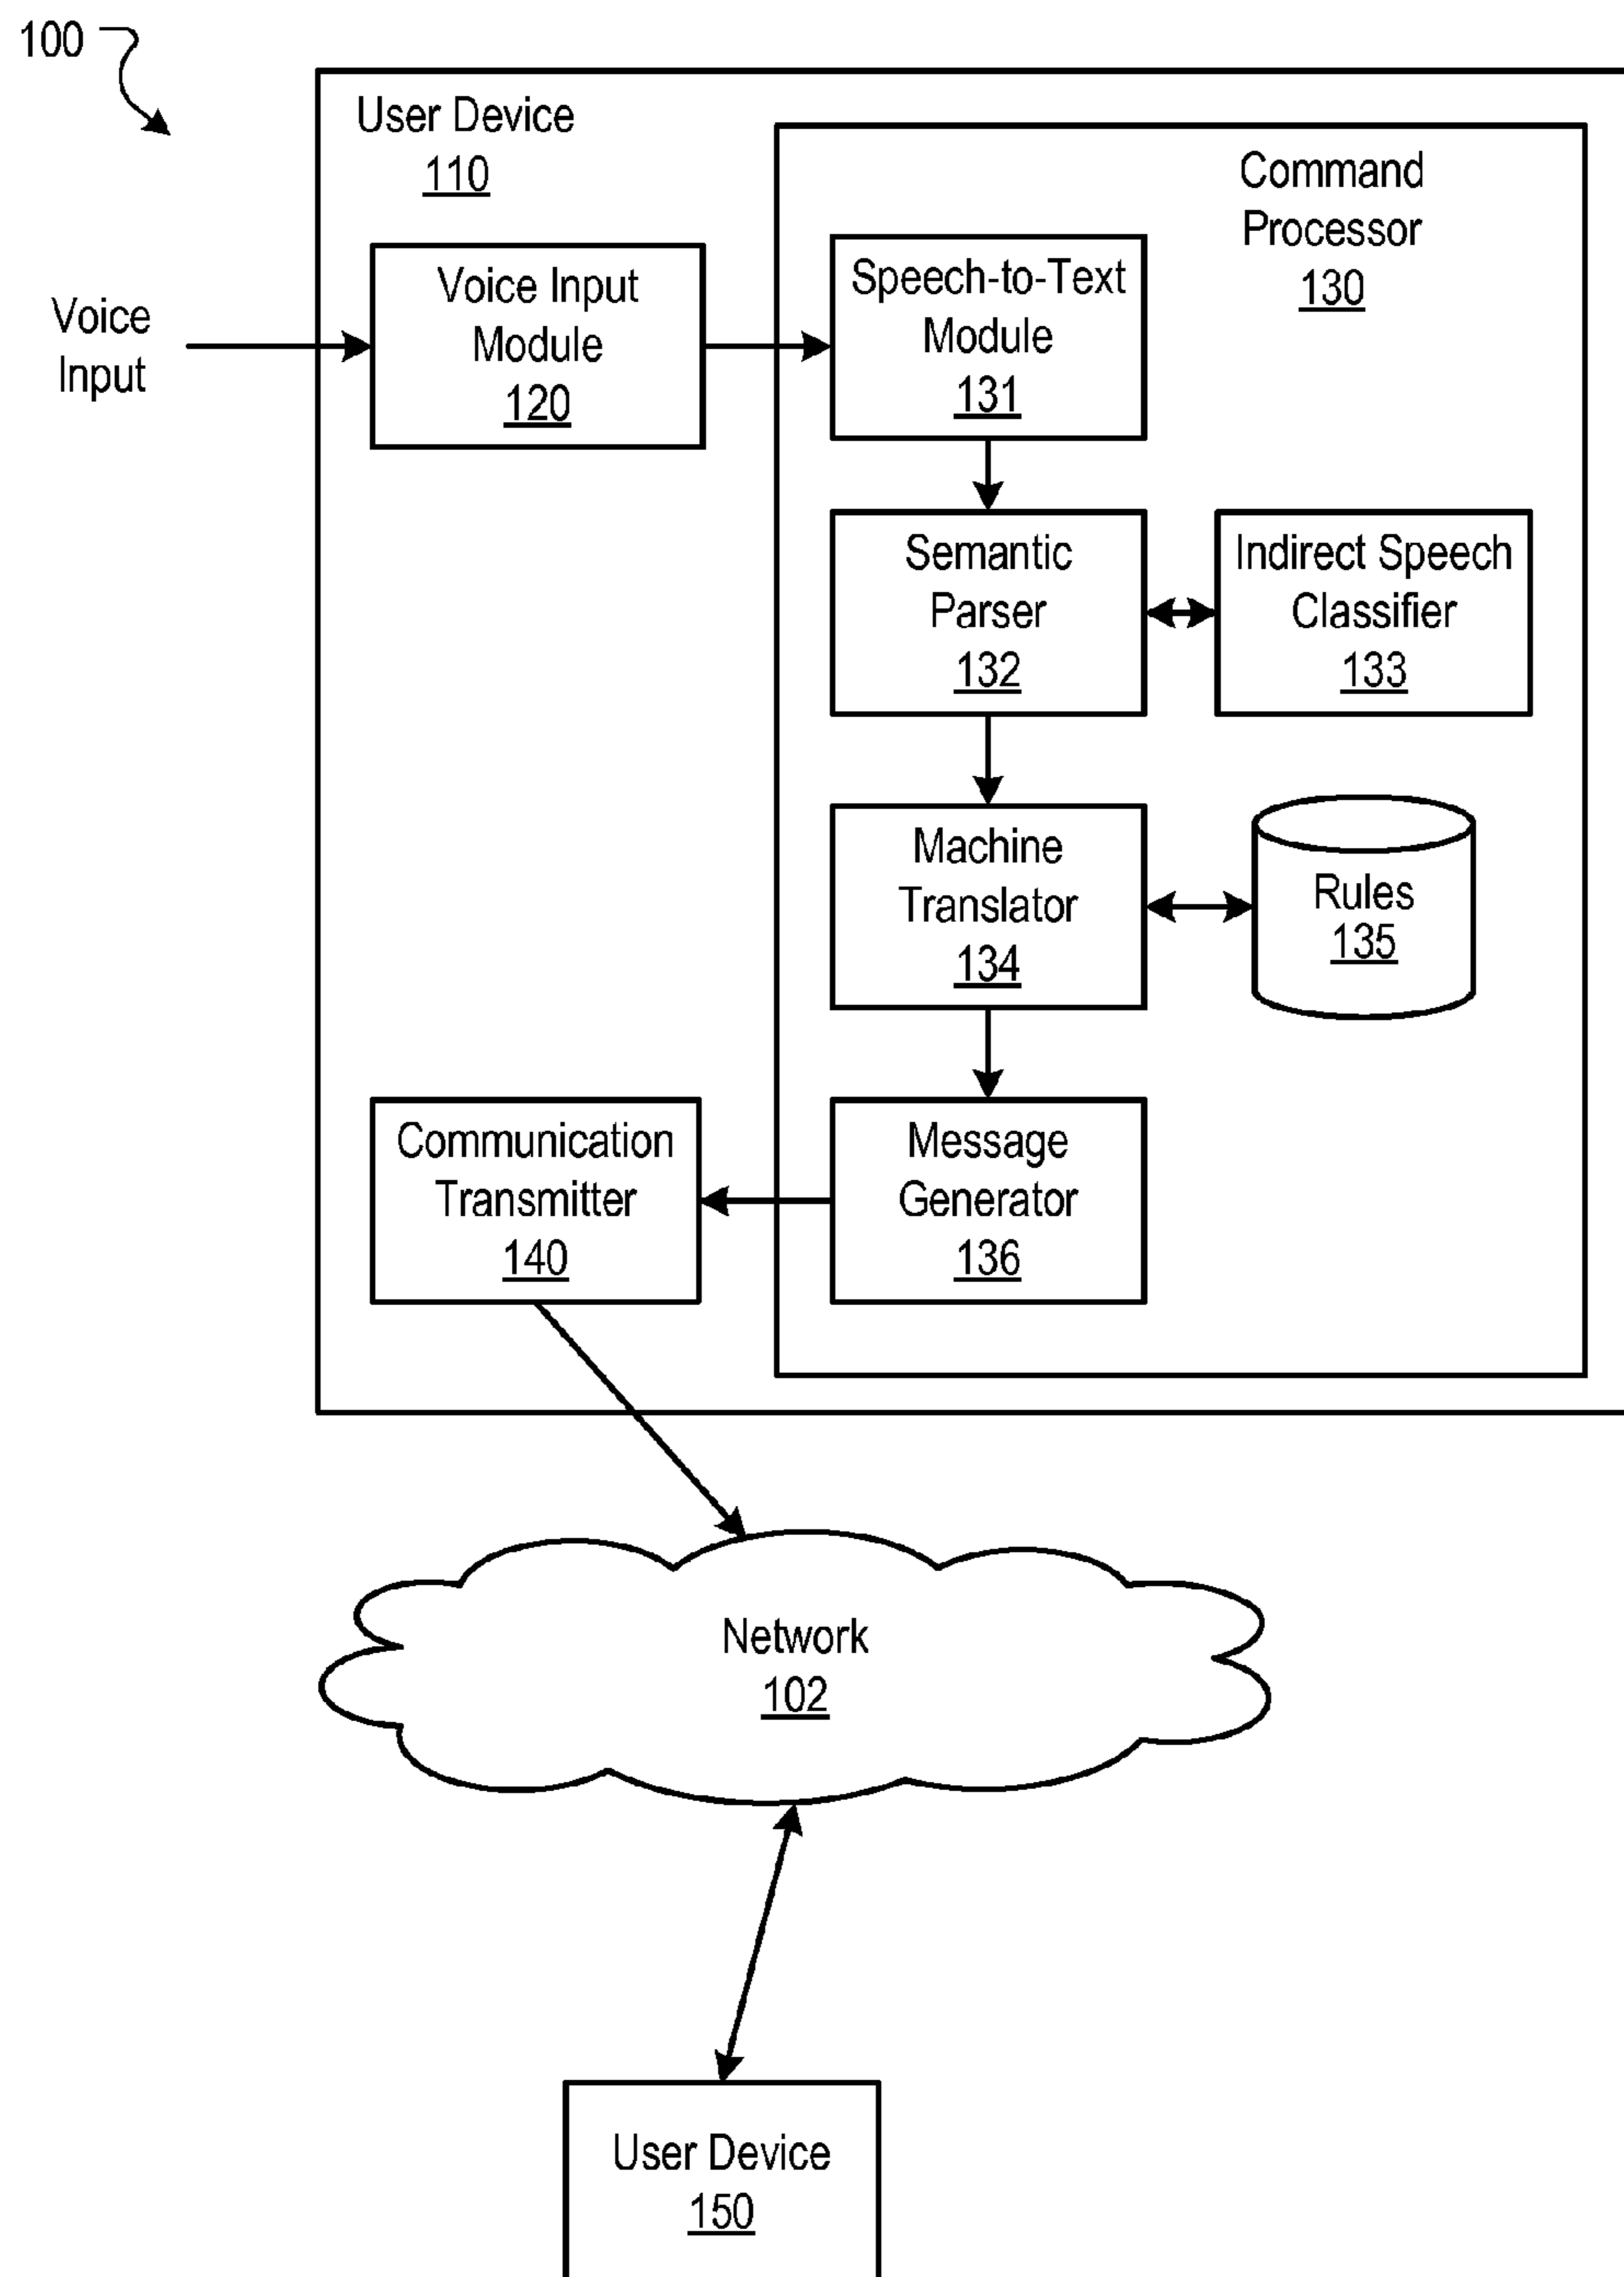 100
User Device
110
Command
Processor
130
Voice
Input
Voice Input
Module
120
Speech-to-Text
Module
131
Semantic
Parser
132
Indirect Speech
Classifier
133
Machine
Translator
134
Rules
135
Communication
Transmitter
140
Message
Generator
136
Network
102
User Device
150